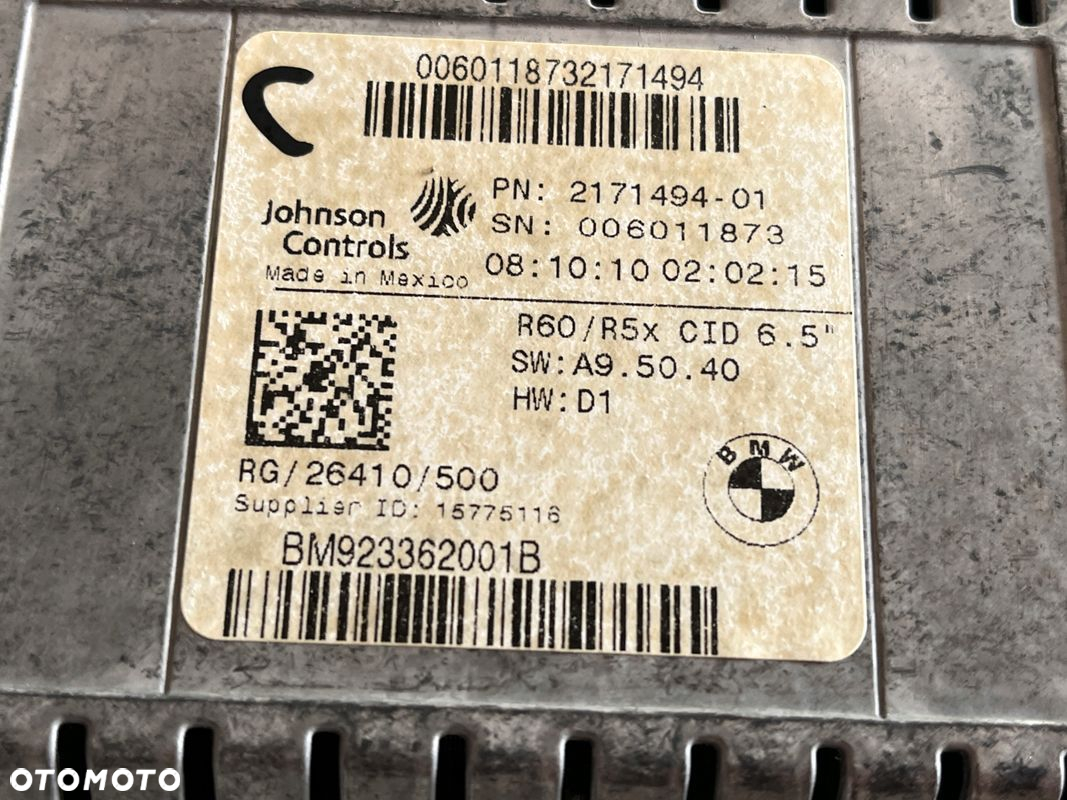 0060118732171494
Johnson
Controls
Made in Mexico
PN: 2171494-01
SN: 006011873
08:10:10 02:02:15
R60/R5x CID 6.5"
SW:A9.50.40
HW:D1
RG/26410/500
Supplier ID: 15775116
BM923362001B
BMW
OTOMOTO